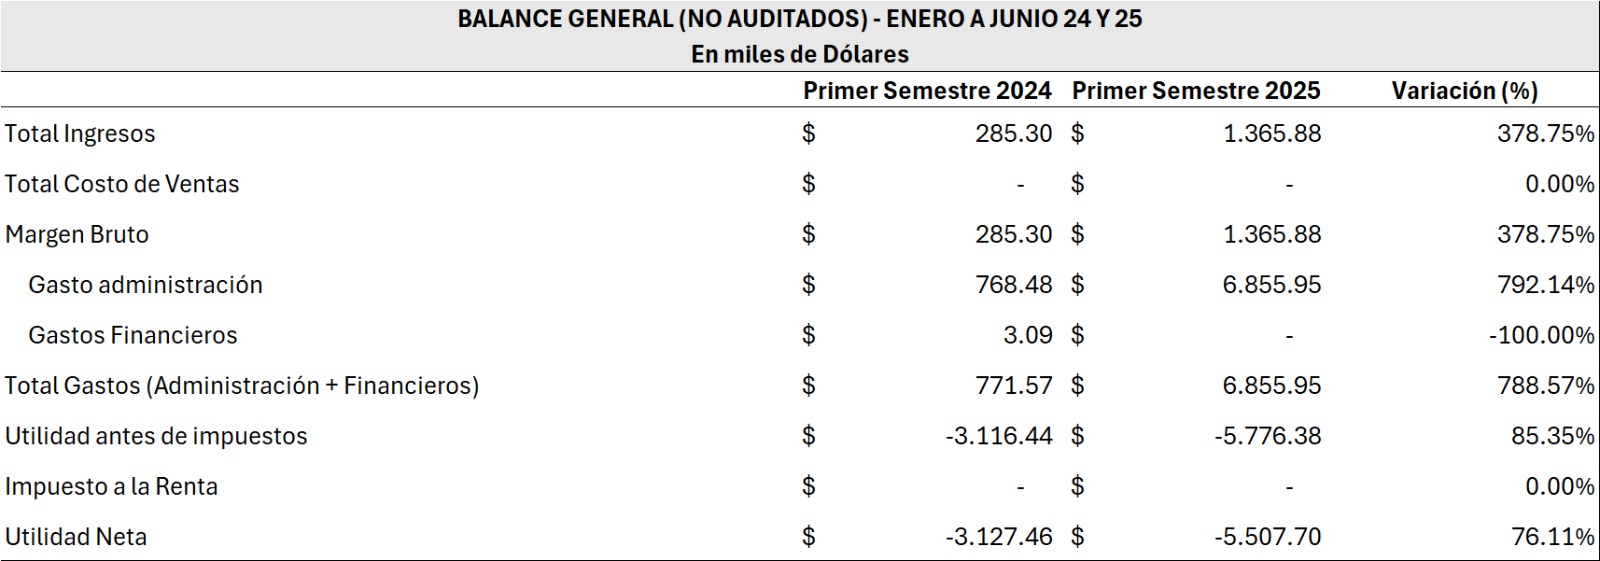 BALANCE GENERAL (NO AUDITADOS) - ENERO A JUNIO 24 Y 25
En miles de Dólares
Primer Semestre 2024 Primer Semestre 2025 Variación (%)
Total Ingresos $ 285.30 $ 1.365.88 378.75%
Total Costo de Ventas $ - $ - 0.00%
Margen Bruto $ 285.30 $ 1.365.88 378.75%
Gasto administración $ 768.48 $ 6.855.95 792.14%
Gastos Financieros $ 3.09 $ - -100.00%
Total Gastos (Administración + Financieros) $ 771.57 $ 6.855.95 788.57%
Utilidad antes de impuestos $ -3.116.44 $ -5.776.38 85.35%
Impuesto a la Renta $ - $ - 0.00%
Utilidad Neta $ -3.127.46 $ -5.507.70 76.11%